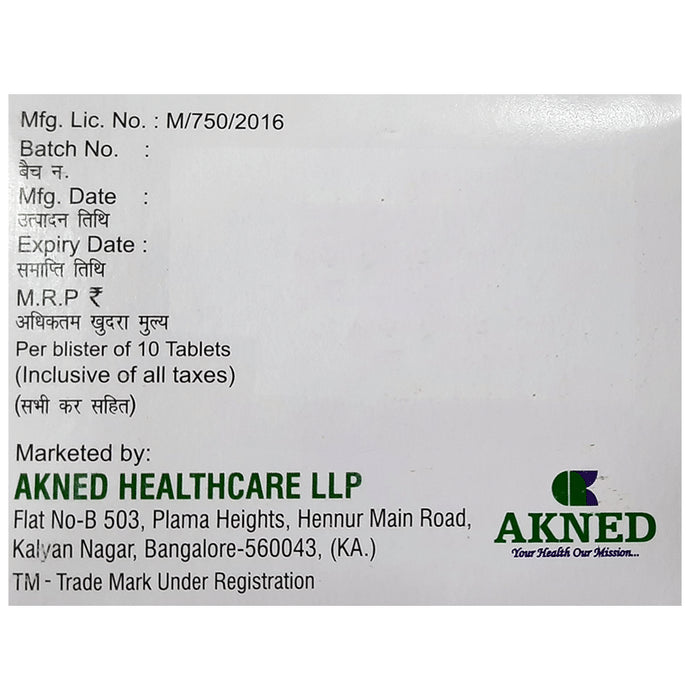 Mfg. Lic. No. : M/750/2016
Batch No. :
बैच न.
Mfg. Date :
उत्पादन तिथि
Expiry Date :
समाप्ति तिथि
M.R.P ₹
अधिकतम खुदरा मुल्य
Per blister of 10 Tablets
(Inclusive of all taxes)
(सभी कर सहित)
Marketed by:
AKNED HEALTHCARE LLP
Flat No-B 503, Plama Heights, Hennur Main Road,
Kalyan Nagar, Bangalore-560043, (KA.)
TM - Trade Mark Under Registration
AKNED
Your Health Our Mission...